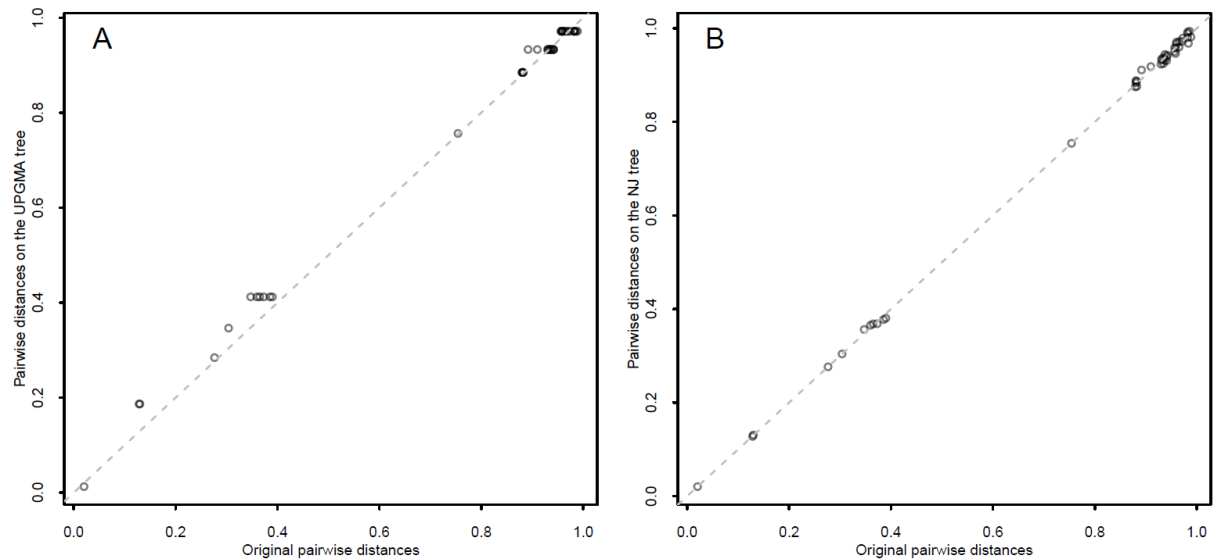 A
Pairwise distances on the UPGMA tree
1.0
0.8
0.6
0.4
0.2
0.0
0.0 0.2 0.4 0.6 0.8 1.0
Original pairwise distances
B
Pairwise distances on the NJ tree
1.0
0.8
0.6
0.4
0.2
0.0
0.0 0.2 0.4 0.6 0.8 1.0
Original pairwise distances